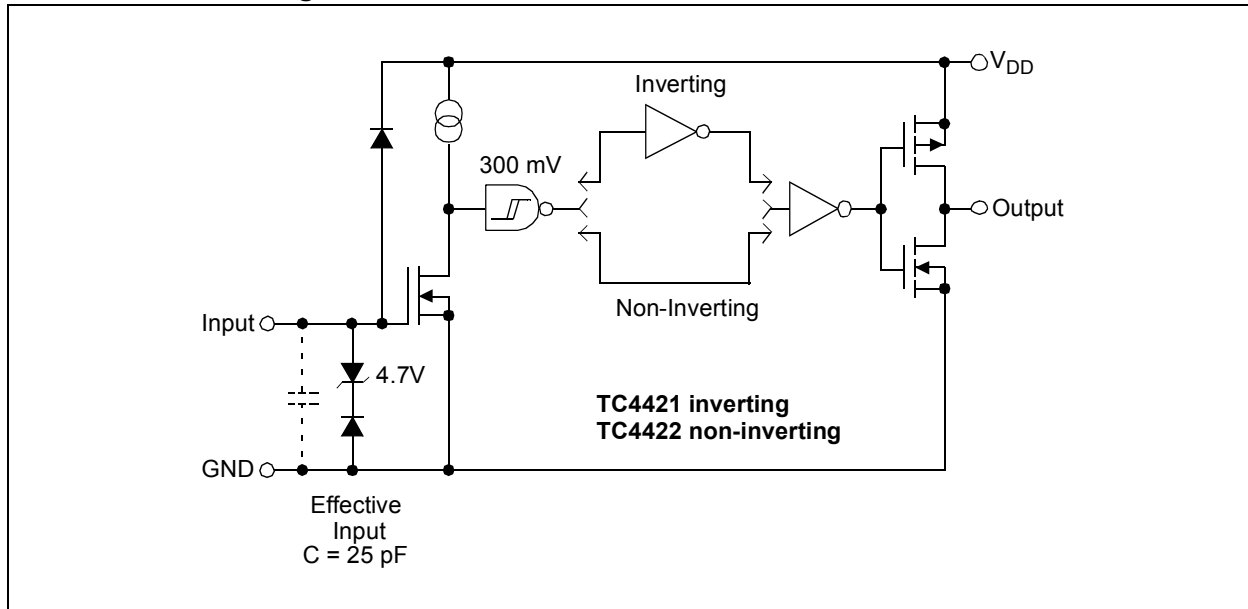 VDD
Inverting
300 mV
Output
Input
Non-Inverting
4.7V
TC4421 inverting
TC4422 non-inverting
GND
Effective
Input
C = 25 pF